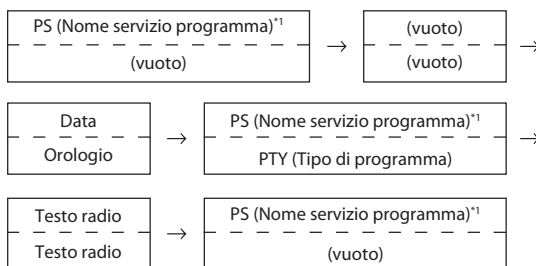 PS (Nome servizio programma)*1
(vuoto)
(vuoto)
(vuoto)
Data
Orologio
PS (Nome servizio programma)*1
PTY (Tipo di programma)
Testo radio
Testo radio
PS (Nome servizio programma)*1
(vuoto)